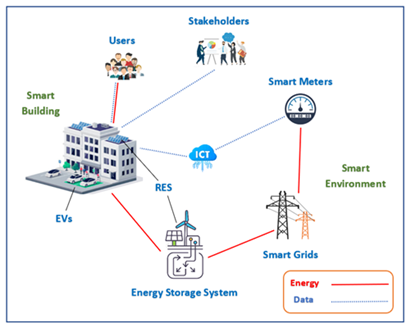 Stakeholders
Users
Smart Meters
Smart
Building
ICT
RES
Smart
Environment
EVs
Smart Grids
Energy Storage System
Energy
Data